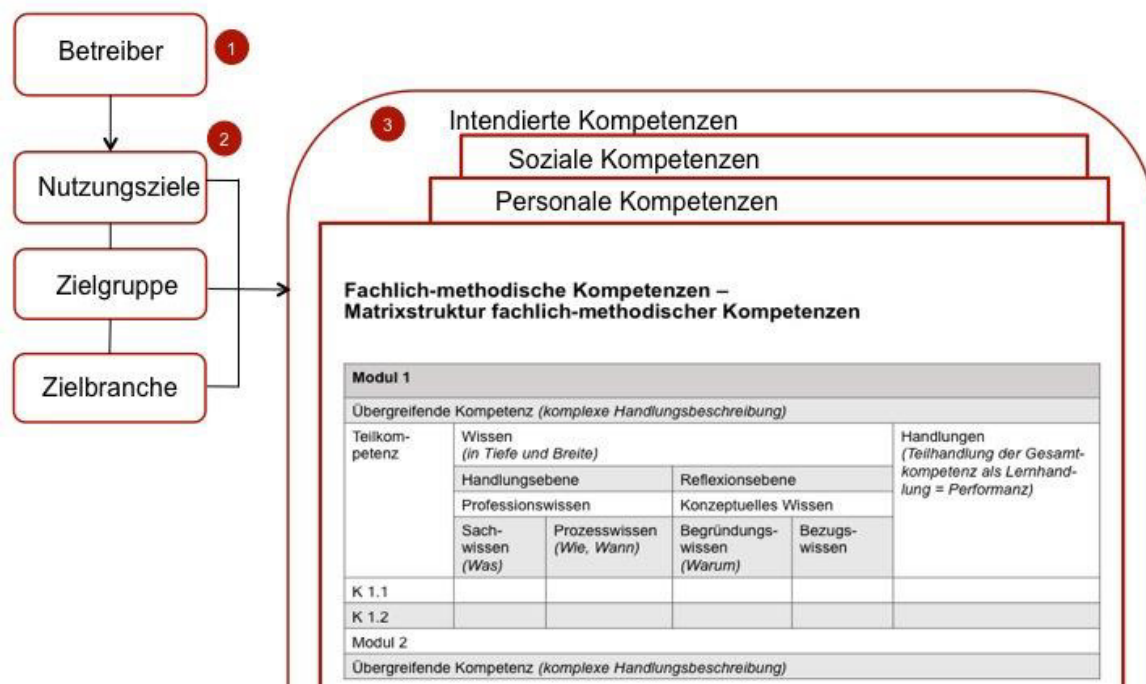 Betreiber
1
2
Nutzungsziele
Zielgruppe
Zielbranche
3
Intendierte Kompetenzen
Soziale Kompetenzen
Personale Kompetenzen
Fachlich-methodische Kompetenzen –
Matrixstruktur fachlich-methodischer Kompetenzen
Modul 1
Übergreifende Kompetenz (komplexe Handlungsbeschreibung)
Teilkom-
petenz
Wissen
(in Tiefe und Breite)
Handlungen
(Teilhandlung der Gesamt-
kompetenz als Lernhand-
lung = Performanz)
Handlungsebene
Reflexionsebene
Professionswissen
Konzeptuelles Wissen
Sach-
wissen
(Was)
Prozesswissen
(Wie, Wann)
Begründungs-
wissen
(Warum)
Bezugs-
wissen
K 1.1
K 1.2
Modul 2
Übergreifende Kompetenz (komplexe Handlungsbeschreibung)